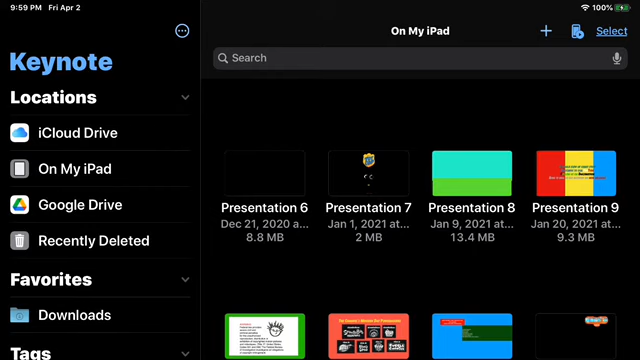 9:59 PM Fri Apr 2
100%
Keynote
Locations
iCloud Drive
On My iPad
Google Drive
Recently Deleted
Favorites
Downloads
Tags
On My iPad
Select
Search
Presentation 6
Dec 21, 2020 a...
8.8 MB
Presentation 7
Jan 1, 2021 at...
2 MB
Presentation 8
Jan 9, 2021 at...
13.4 MB
Presentation 9
Jan 20, 2021 at...
9.3 MB